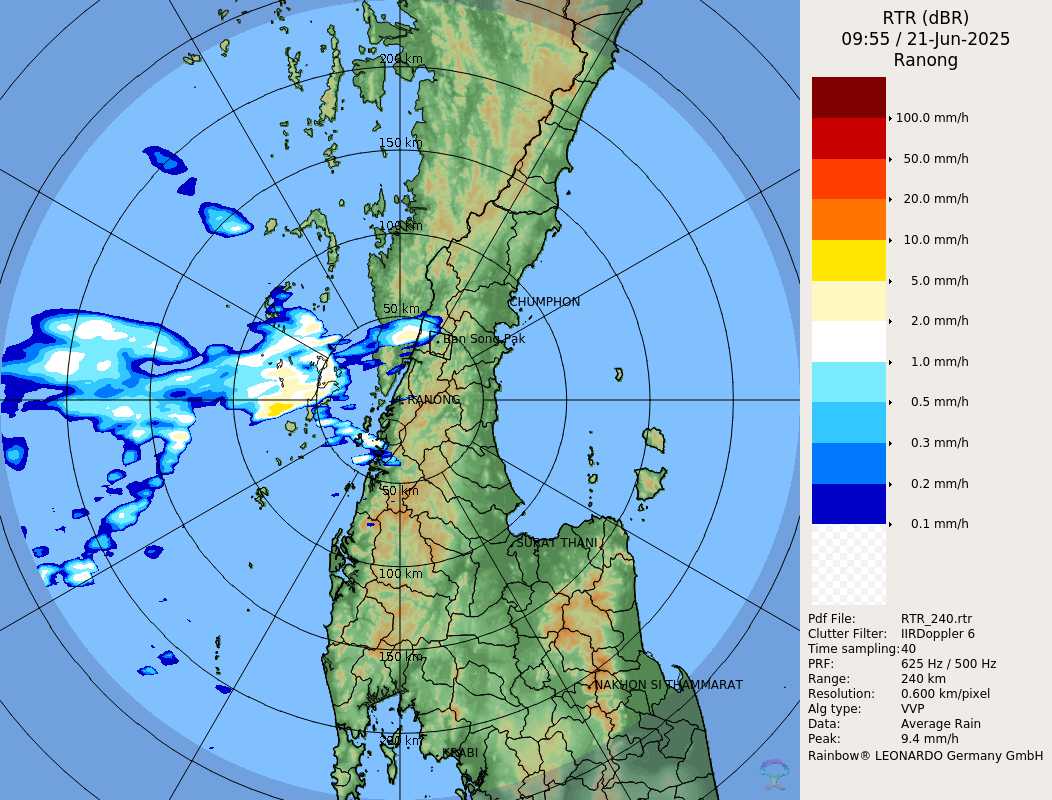 RTR (dBR)
09:55 / 21-Jun-2025
Ranong
100.0 mm/h
50.0 mm/h
20.0 mm/h
10.0 mm/h
5.0 mm/h
2.0 mm/h
1.0 mm/h
0.5 mm/h
0.3 mm/h
0.2 mm/h
0.1 mm/h
Pdf File: RTR_240.rtr
Clutter Filter: IIRDoppler 6
Time sampling:40
PRF: 625 Hz / 500 Hz
Range: 240 km
Resolution: 0.600 km/pixel
Alg type: VVP
Data: Average Rain
Peak: 9.4 mm/h
Rainbow® LEONARDO Germany GmbH
200 km
150 km
100 km
50 km
CHUMPHON
Ban Song Pak
RANONG
50 km
SURAT THANI
100 km
150 km
NAKHON SI THAMMARAT
200 km
KRABI